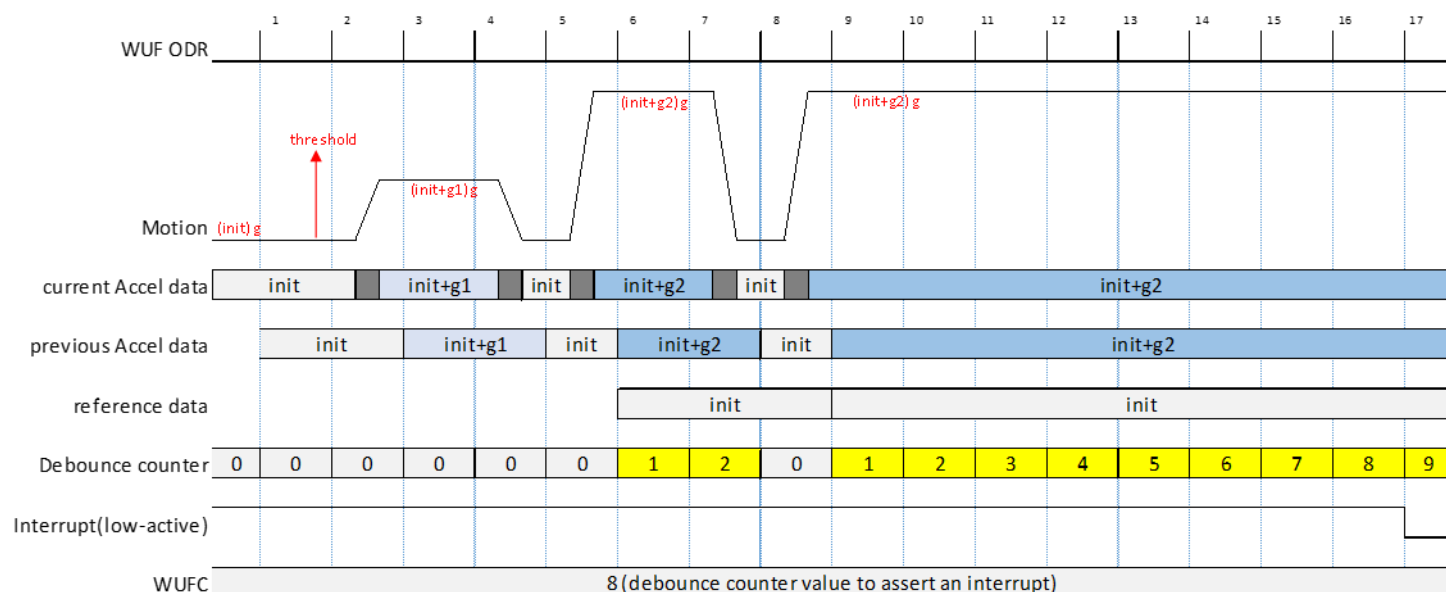 1 2 3 4 5 6 7 8 9 10 11 12 13 14 15 16 17
WUF ODR
(init+g2)g (init+g2)g
threshold
(init+g1)g
Motion (init)g
current Accel data init init+g1 init init+g2 init init+g2
previous Accel data init init+g1 init init+g2 init init+g2
reference data init init
Debounce counter 0 0 0 0 0 0 1 2 0 1 2 3 4 5 6 7 8 9
Interrupt(low-active)
WUFC 8 (debounce counter value to assert an interrupt)